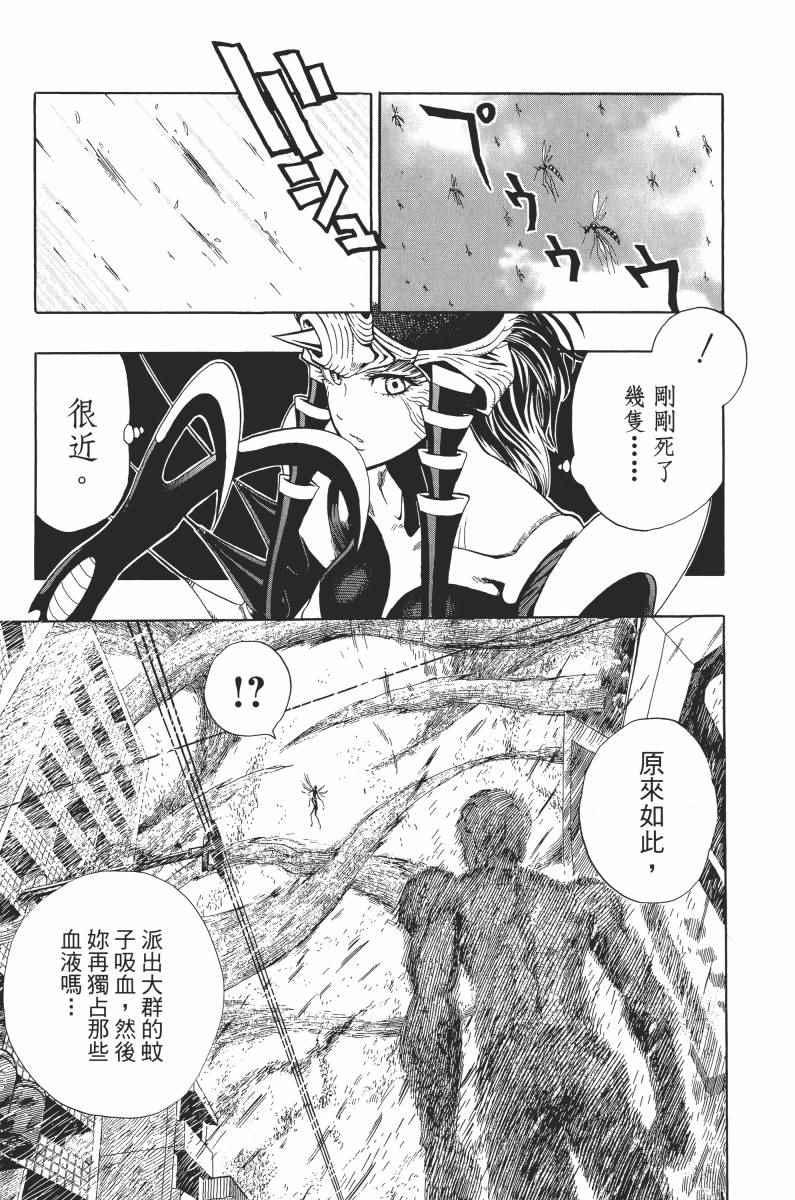 プゥゥゥ
ビシュル
！
剛剛死了
幾隻……
很近。
!?
原來如此，
派出大群的蚊
子吸血，然後
妳再獨占那些
血液嗎…